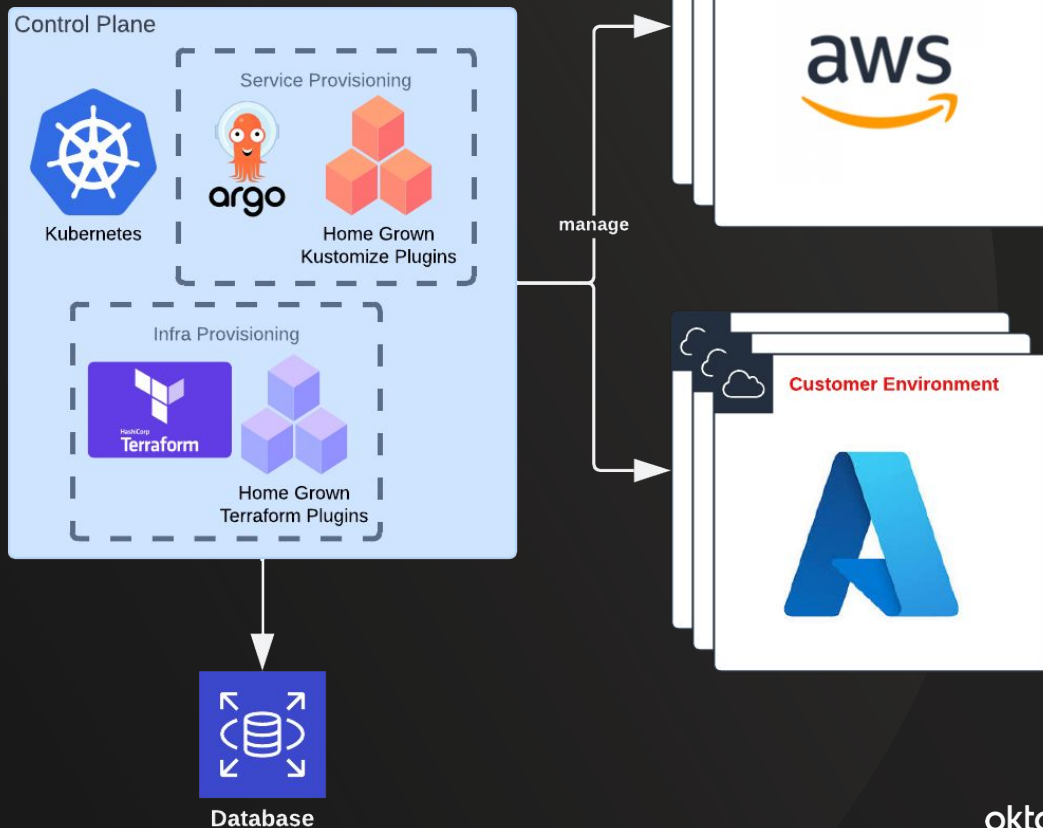 Control Plane
Service Provisioning
argo
Kubernetes
Home Grown
Kustomize Plugins
Infra Provisioning
HashiCorp
Terraform
Home Grown
Terraform Plugins
manage
aws
Customer Environment
Database
okta